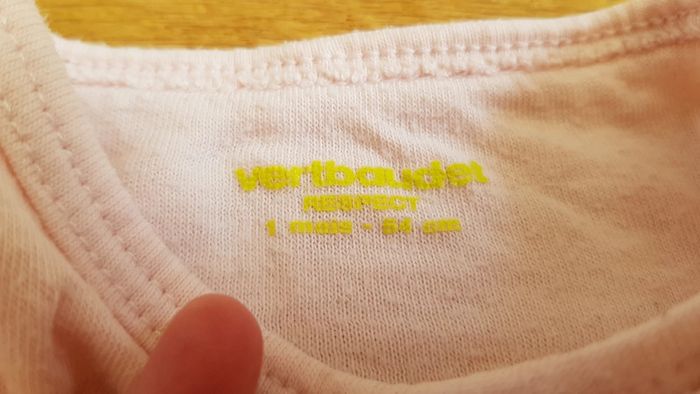 vertbaudet
RESPECT
1 mois - 54 cm